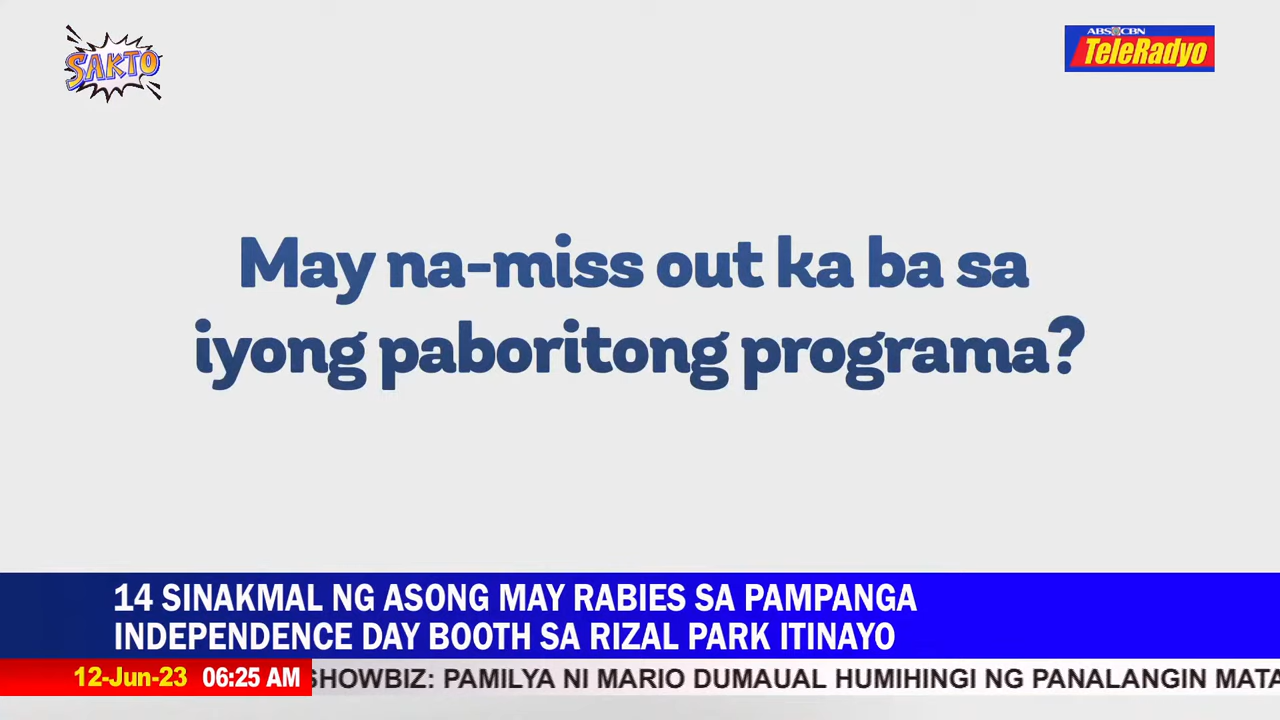 SAKTO
ABS-CBN
TeleRadyo
May na-miss out ka ba sa
iyong paboritong programa?
14 SINAKMAL NG ASONG MAY RABIES SA PAMPANGA
INDEPENDENCE DAY BOOTH SA RIZAL PARK ITINAYO
12-Jun-23 06:25 AM SHOWBIZ: PAMILYA NI MARIO DUMAUAL HUMIHINGI NG PANALANGIN MATA